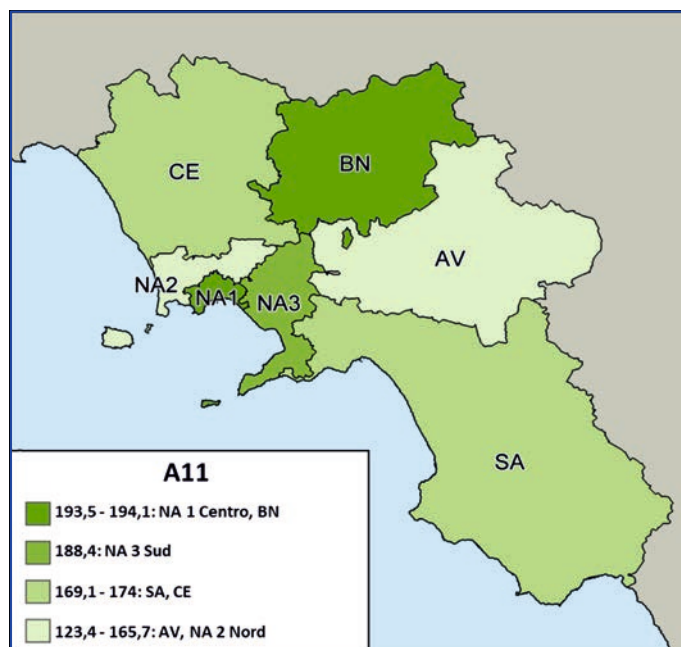 CE
BN
AV
NA2
NA1
NA3
SA
A11
193,5 - 194,1: NA 1 Centro, BN
188,4: NA 3 Sud
169,1 - 174: SA, CE
123,4 - 165,7: AV, NA 2 Nord